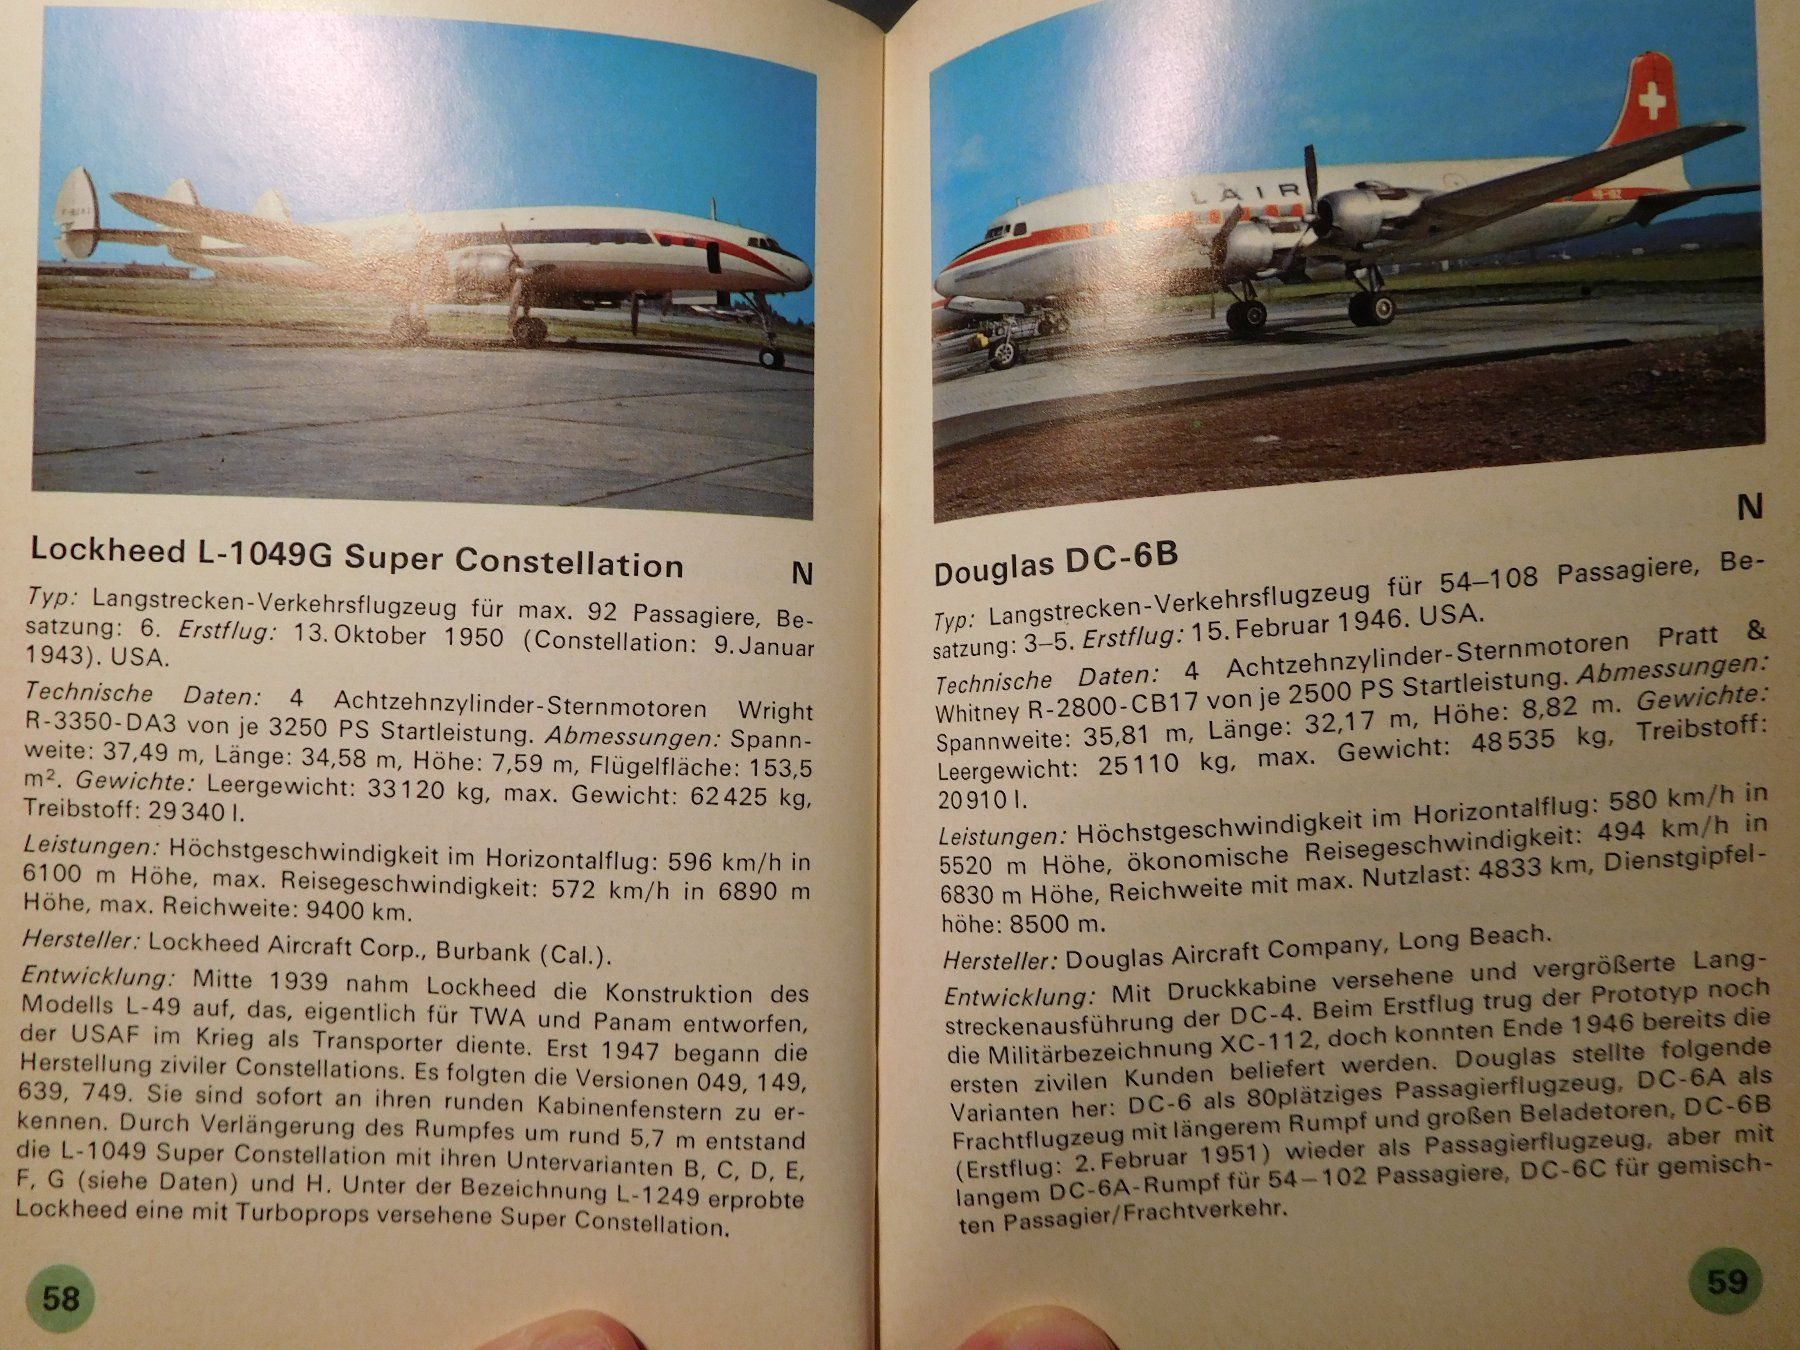 Lockheed L-1049G Super Constellation
N
Typ: Langstrecken-Verkehrsflugzeug für max. 92 Passagiere, Be-
satzung: 6. Erstflug: 13. Oktober 1950 (Constellation: 9. Januar
1943). USA.
Technische Daten: 4 Achtzehnzylinder-Sternmotoren Wright
R-3350-DA3 von je 3250 PS Startleistung. Abmessungen: Spann-
weite: 37,49 m, Länge: 34,58 m, Höhe: 7,59 m, Flügelfläche: 153,5
m². Gewichte: Leergewicht: 33120 kg, max. Gewicht: 62425 kg,
Treibstoff: 29340 l.
Leistungen: Höchstgeschwindigkeit im Horizontalflug: 596 km/h in
6100 m Höhe, max. Reisegeschwindigkeit: 572 km/h in 6890 m
Höhe, max. Reichweite: 9400 km.
Hersteller: Lockheed Aircraft Corp., Burbank (Cal.).
Entwicklung: Mitte 1939 nahm Lockheed die Konstruktion des
Modells L-49 auf, das, eigentlich für TWA und Panam entworfen,
der USAF im Krieg als Transporter diente. Erst 1947 begann die
Herstellung ziviler Constellations. Es folgten die Versionen 049, 149,
639, 749. Sie sind sofort an ihren runden Kabinenfenstern zu er-
kennen. Durch Verlängerung des Rumpfes um rund 5,7 m entstand
die L-1049 Super Constellation mit ihren Untervarianten B, C, D, E,
F, G (siehe Daten) und H. Unter der Bezeichnung L-1249 erprobte
Lockheed eine mit Turboprops versehene Super Constellation.
58
LAIR
N
Douglas DC-6B
Typ: Langstrecken-Verkehrsflugzeug für 54–108 Passagiere, Be-
satzung: 3–5. Erstflug: 15. Februar 1946. USA.
Technische Daten: 4 Achtzehnzylinder-Sternmotoren Pratt &
Whitney R-2800-CB17 von je 2500 PS Startleistung. Abmessungen:
Spannweite: 35,81 m, Länge: 32,17 m, Höhe: 8,82 m. Gewichte:
Leergewicht: 25110 kg, max. Gewicht: 48535 kg, Treibstoff:
20910 l.
Leistungen: Höchstgeschwindigkeit im Horizontalflug: 580 km/h in
5520 m Höhe, ökonomische Reisegeschwindigkeit: 494 km/h in
6830 m Höhe, Reichweite mit max. Nutzlast: 4833 km, Dienstgipfel-
höhe: 8500 m.
Hersteller: Douglas Aircraft Company, Long Beach.
Entwicklung: Mit Druckkabine versehene und vergrößerte Lang-
streckenausführung der DC-4. Beim Erstflug trug der Prototyp noch
die Militärbezeichnung XC-112, doch konnten Ende 1946 bereits die
ersten zivilen Kunden beliefert werden. Douglas stellte folgende
Varianten her: DC-6 als 80plätziges Passagierflugzeug, DC-6A als
Frachtflugzeug mit längerem Rumpf und großen Beladetoren, DC-6B
(Erstflug: 2. Februar 1951) wieder als Passagierflugzeug, aber mit
langem DC-6A-Rumpf für 54–102 Passagiere, DC-6C für gemisch-
ten Passagier/Frachtverkehr.
59